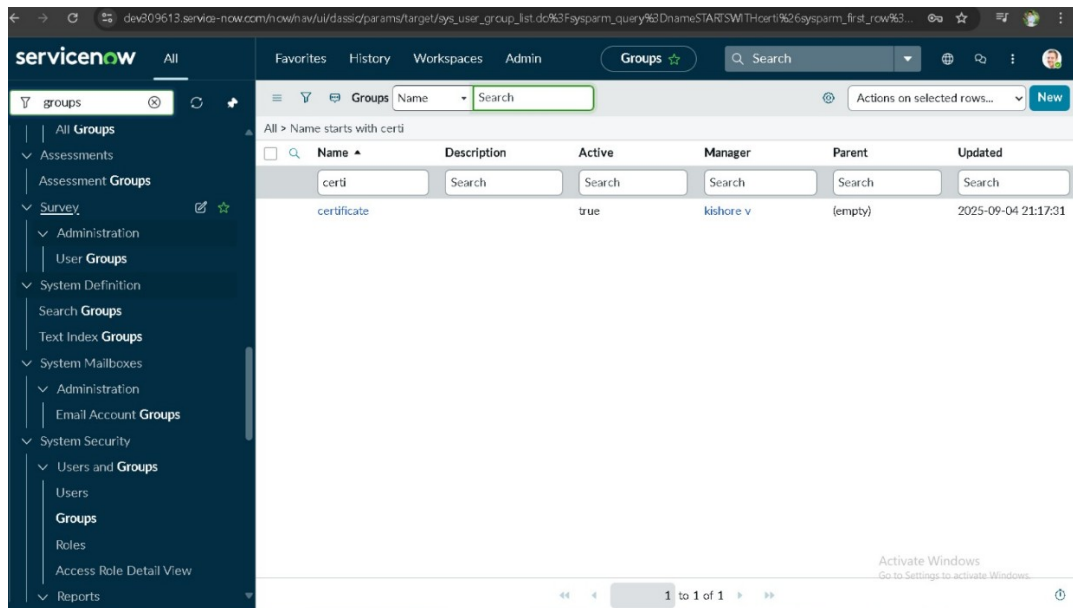 dev309613.service-now.com/now/nav/ui/classic/params/target/sys_user_group_list.do%3Fsysparm_query%3DnameSTARTSWITHcerti%26sysparm_first_row%3...
servicenow All Favorites History Workspaces Admin Groups Search
groups
Groups Name Search Actions on selected rows... New
All > Name starts with certi
All Groups
Assessments
Assessment Groups
Survey
Administration
User Groups
System Definition
Search Groups
Text Index Groups
System Mailboxes
Administration
Email Account Groups
System Security
Users and Groups
Users
Groups
Roles
Access Role Detail View
Reports
Name Description Active Manager Parent Updated
certi Search Search Search Search Search
certificate true kishore v (empty) 2025-09-04 21:17:31
Activate Windows
Go to Settings to activate Windows.
1 to 1 of 1